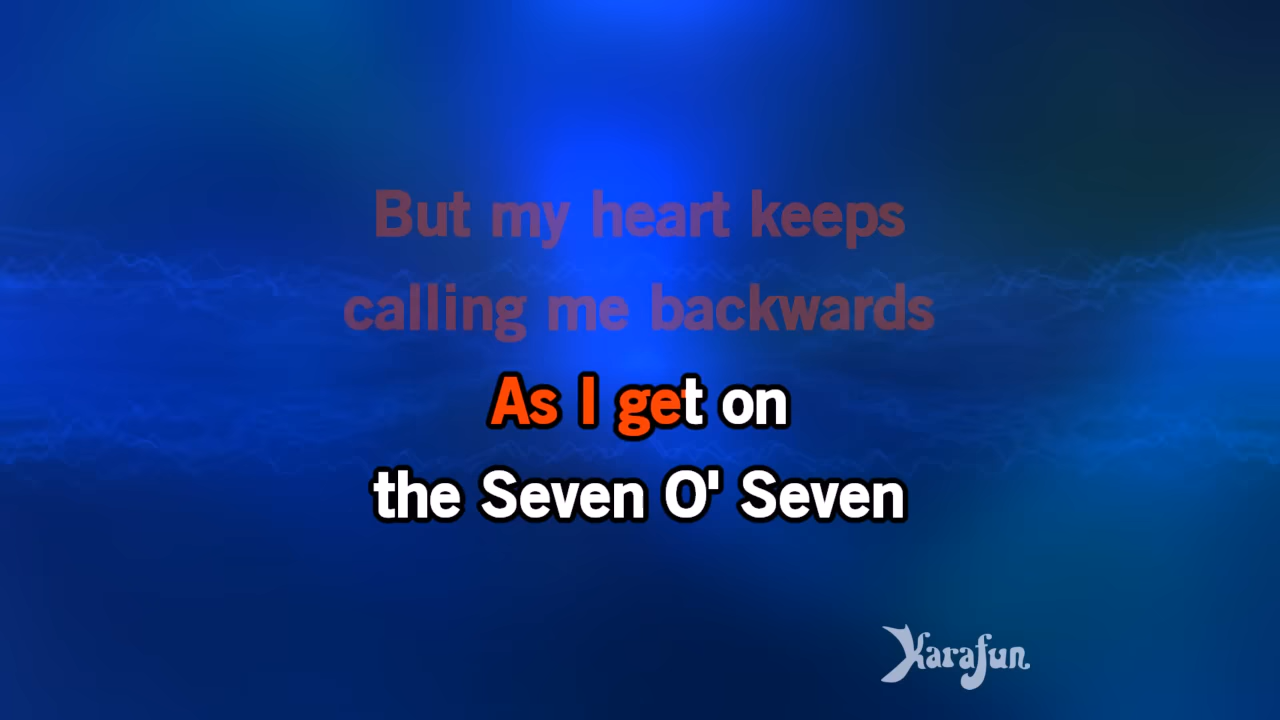 But my heart keeps
calling me backwards
As I get on
the Seven O' Seven
Karafun